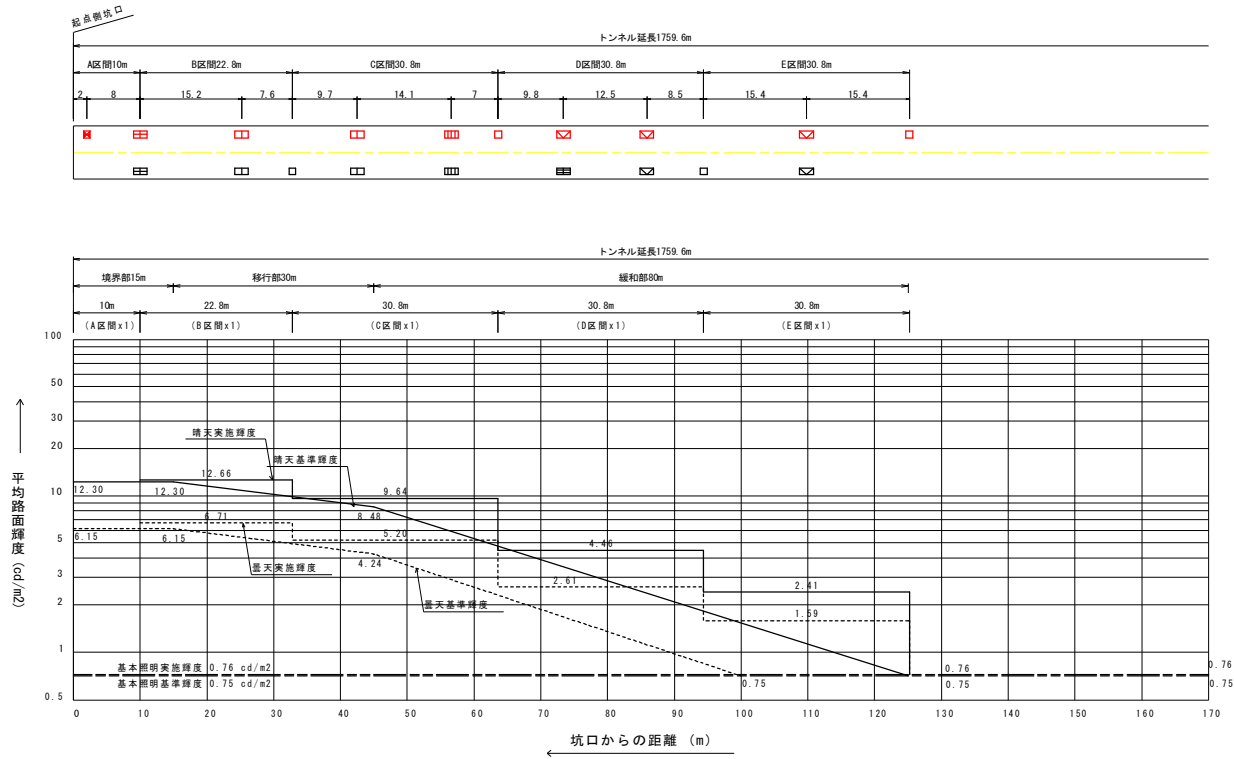 起点側坑口
トンネル延長1759.6m
A区間10m B区間22.8m C区間30.8m D区間30.8m E区間30.8m
2 8 15.2 7.6 9.7 14.1 7 9.8 12.5 8.5 15.4 15.4
トンネル延長1759.6m
境界部15m 移行部30m 緩和部80m
10m 22.8m 30.8m 30.8m 30.8m
(A区間x1) (B区間x1) (C区間x1) (D区間x1) (E区間x1)
100
50
30
20
10
5
3
2
1
0.5
平均路面輝度 (cd/m2)
晴天実施輝度
晴天基準輝度
12.66
12.30 12.30
9.64
8.48
6.71
6.15 6.15
5.20
4.24
4.46
2.61
2.41
1.59
曇天実施輝度
曇天基準輝度
基本照明実施輝度 0.76 cd/m2
基本照明基準輝度 0.75 cd/m2
0.75
0.76
0.75
0.76
0.75
0 10 20 30 40 50 60 70 80 90 100 110 120 130 140 150 160 170
坑口からの距離 (m)